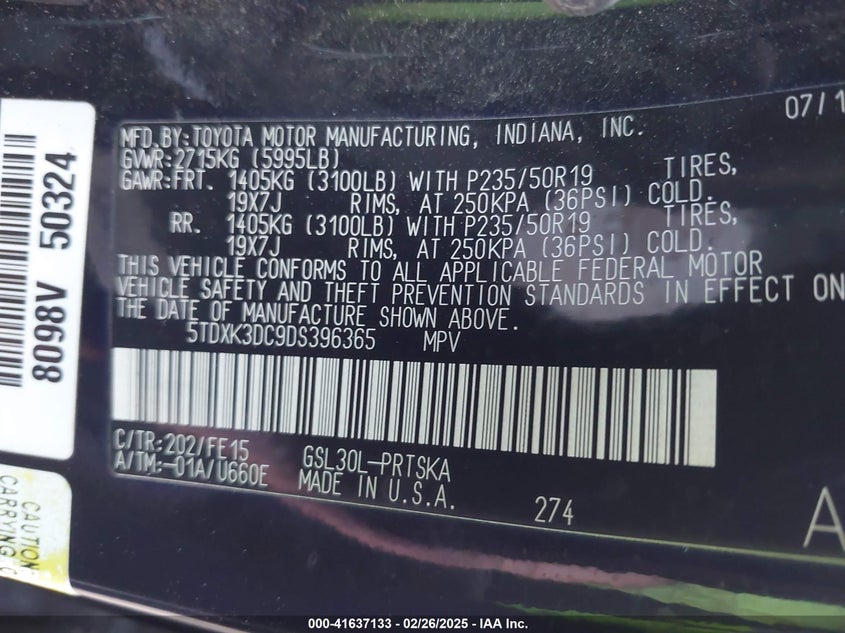 07/1
MFD.BY:TOYOTA MOTOR MANUFACTURING, INDIANA, INC.
GVWR:2715KG (5995LB)
GAWR:FRT. 1405KG (3100LB) WITH P235/50R19 TIRES,
19X7J RIMS, AT 250KPA (36PSI) COLD.
RR. 1405KG (3100LB) WITH P235/50R19 TIRES,
19X7J RIMS, AT 250KPA (36PSI) COLD.
THIS VEHICLE CONFORMS TO ALL APPLICABLE FEDERAL MOTOR
VEHICLE SAFETY AND THEFT PREVENTION STANDARDS IN EFFECT ON
THE DATE OF MANUFACTURE SHOWN ABOVE.
5TDXK3DC9DS396365 MPV
C/TR:202/FE15 GSL30L-PRTSKA
A/TM:-01A/U660E MADE IN U.S.A.
274
A
8098V 50324
CAUTION
CARRYING C
000-41637133 - 02/26/2025 - IAA Inc.